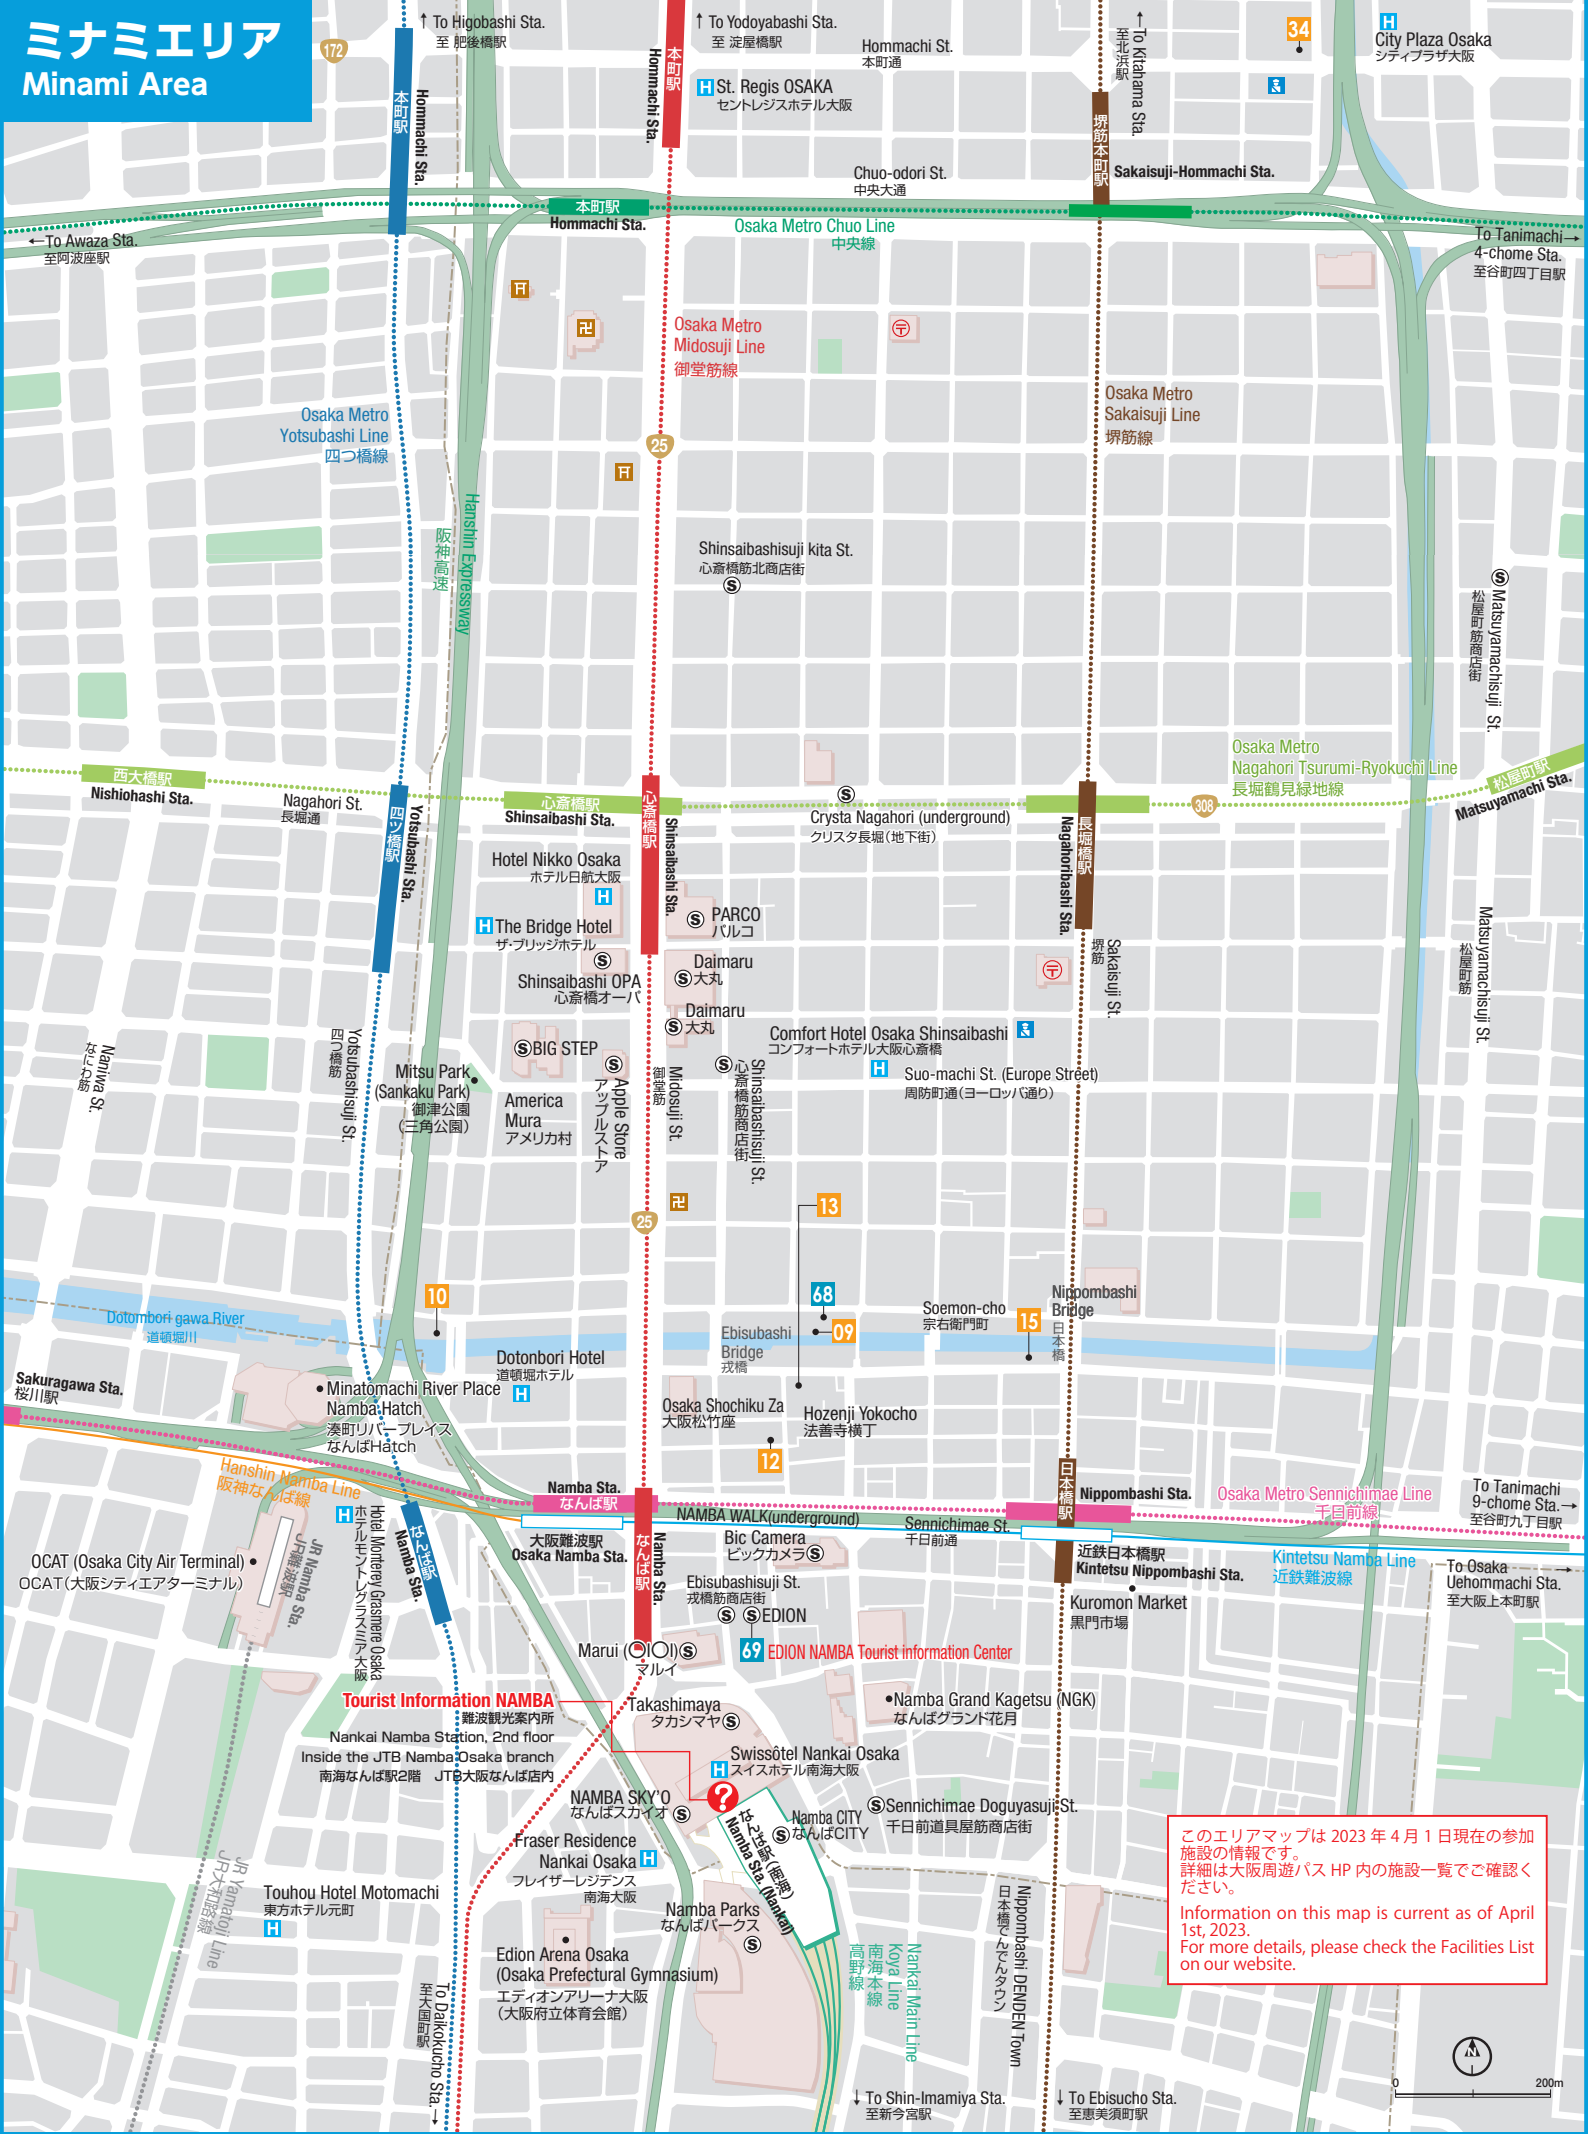 ミナミエリア
Minami Area
172
↑ To Higobashi Sta.
至 肥後橋駅
↑ To Yodoyabashi Sta.
至 淀屋橋駅
Hommachi St.
本町通
←To Kitahama Sta.
至北浜駅
34
H
City Plaza Osaka
シティプラザ大阪
本町駅
Hommachi Sta.
本町駅
Hommachi Sta.
H St. Regis OSAKA
セントレジスホテル大阪
堺筋本町駅
Sakaisuji-Hommachi Sta.
Chuo-odori St.
中央大通
本町駅
Hommachi Sta.
Osaka Metro Chuo Line
中央線
←To Awaza Sta.
至阿波座駅
To Tanimachi→
4-chome Sta.
至谷町四丁目駅
卍
〒
Osaka Metro
Midosuji Line
御堂筋線
Osaka Metro
Yotsubashi Line
四つ橋線
Osaka Metro
Sakaisuji Line
堺筋線
25
Hanshin Expressway
阪神高速
Shinsaibashisuji kita St.
心斎橋筋北商店街
S
S
Matsuyamachisuji St.
松屋町筋商店街
Osaka Metro
Nagahori Tsurumi-Ryokuchi Line
長堀鶴見緑地線
西大橋駅
Nishiohashi Sta.
Nagahori St.
長堀通
四ツ橋駅
Yotsubashi Sta.
心斎橋駅
Shinsaibashi Sta.
心斎橋駅
Shinsaibashi Sta.
S
Crysta Nagahori (underground)
クリスタ長堀(地下街)
長堀橋駅
Nagahoribashi Sta.
308
松屋町駅
Matsuyamachi Sta.
Hotel Nikko Osaka
ホテル日航大阪
H
H The Bridge Hotel
ザ・ブリッジホテル
S
Shinsaibashi OPA
心斎橋オーパ
S PARCO
パルコ
Daimaru
S 大丸
Daimaru
S 大丸
〒
Sakaisuji St.
堺筋
Matsuyamachisuji St.
松屋町筋
Naniwa St.
なにわ筋
Yotsubashisuji St.
四つ橋筋
S BIG STEP
Mitsu Park
(Sankaku Park)
御津公園
(三角公園)
America
Mura
アメリカ村
S
Apple Store
アップルストア
Midosuji St.
御堂筋
S
Shinsaibashisuji St.
心斎橋筋商店街
Comfort Hotel Osaka Shinsaibashi
コンフォートホテル大阪心斎橋
H
Suo-machi St. (Europe Street)
周防町通(ヨーロッパ通り)
卍
25
13
10
68
09
Soemon-cho
宗右衛門町
15
Nippombashi
Bridge
日本橋
Dotombori gawa River
道頓堀川
Ebisubashi
Bridge
戎橋
Dotonbori Hotel
道頓堀ホテル
H
Sakuragawa Sta.
桜川駅
Minatomachi River Place
Namba Hatch
湊町リバープレイス
なんばHatch
Osaka Shochiku Za
大阪松竹座
Hozenji Yokocho
法善寺横丁
12
Hanshin Namba Line
阪神なんば線
Namba Sta.
なんば駅
日本橋駅
Nippombashi Sta.
Osaka Metro Sennichimae Line
千日前線
To Tanimachi
9-chome Sta.→
至谷町九丁目駅
NAMBA WALK(underground)
Sennichimae St.
千日前通
大阪難波駅
Osaka Namba Sta.
なんば駅
Namba Sta.
なんば駅
Namba Sta.
Bic Camera
ビックカメラ S
近鉄日本橋駅
Kintetsu Nippombashi Sta.
Kintetsu Namba Line
近鉄難波線
To Osaka →
Uehommachi Sta.
至大阪上本町駅
OCAT (Osaka City Air Terminal)
OCAT(大阪シティエアターミナル)
JR Namba Sta.
JR難波駅
H
Hotel Monterey Grasmere Osaka
ホテルモントレグラスミア大阪
Ebisubashisuji St.
戎橋筋商店街
S S EDION
Kuromon Market
黒門市場
Marui (OIOI) S
マルイ
69 EDION NAMBA Tourist information Center
Tourist Information NAMBA
難波観光案内所
Nankai Namba Station, 2nd floor
Inside the JTB Namba Osaka branch
南海なんば駅2階 JTB大阪なんば店内
Takashimaya
タカシマヤ S
Namba Grand Kagetsu (NGK)
なんばグランド花月
Swissôtel Nankai Osaka
H スイスホテル南海大阪
?
NAMBA SKY'O
なんばスカイオ S
なんば駅(南海)
Namba Sta. (Nankai)
Namba CITY
S なんばCITY
S Sennichimae Doguyasuji St.
千日前道具屋筋商店街
Fraser Residence
Nankai Osaka H
フレイザーレジデンス
南海大阪
このエリアマップは 2023 年 4 月 1 日現在の参加
施設の情報です。
詳細は大阪周遊パス HP 内の施設一覧でご確認く
ださい。
Information on this map is current as of April
1st, 2023.
For more details, please check the Facilities List
on our website.
JR Yamatoji Line
JR大和路線
Touhou Hotel Motomachi
東方ホテル元町
H
Namba Parks
なんばパークス
S
Edion Arena Osaka
(Osaka Prefectural Gymnasium)
エディオンアリーナ大阪
(大阪府立体育会館)
Nankai Main Line
Koya Line
南海本線
高野線
Nippombashi DENDEN Town
日本橋でんでんタウン
To Daikokucho Sta.→
至大国町駅
↓ To Shin-Imamiya Sta.
至新今宮駅
↓ To Ebisucho Sta.
至恵美須町駅
N
0 200m